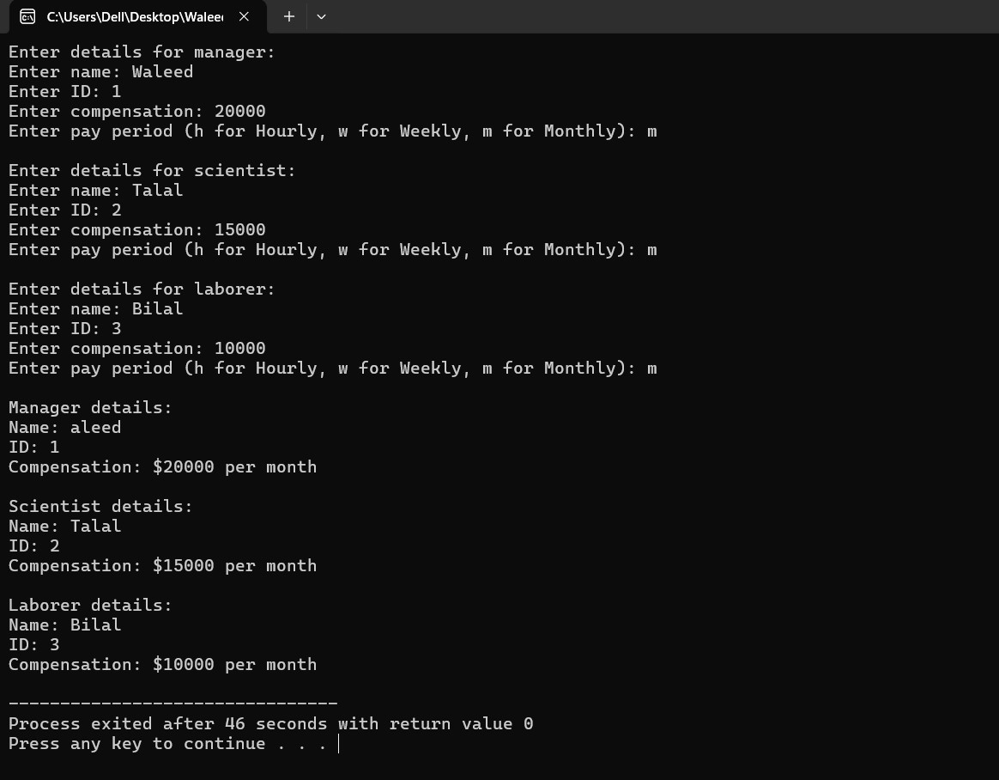 C:\Users\Dell\Desktop\Walee
Enter details for manager:
Enter name: Waleed
Enter ID: 1
Enter compensation: 20000
Enter pay period (h for Hourly, w for Weekly, m for Monthly): m
Enter details for scientist:
Enter name: Talal
Enter ID: 2
Enter compensation: 15000
Enter pay period (h for Hourly, w for Weekly, m for Monthly): m
Enter details for laborer:
Enter name: Bilal
Enter ID: 3
Enter compensation: 10000
Enter pay period (h for Hourly, w for Weekly, m for Monthly): m
Manager details:
Name: aleed
ID: 1
Compensation: $20000 per month
Scientist details:
Name: Talal
ID: 2
Compensation: $15000 per month
Laborer details:
Name: Bilal
ID: 3
Compensation: $10000 per month
--------------------------------
Process exited after 46 seconds with return value 0
Press any key to continue . . .